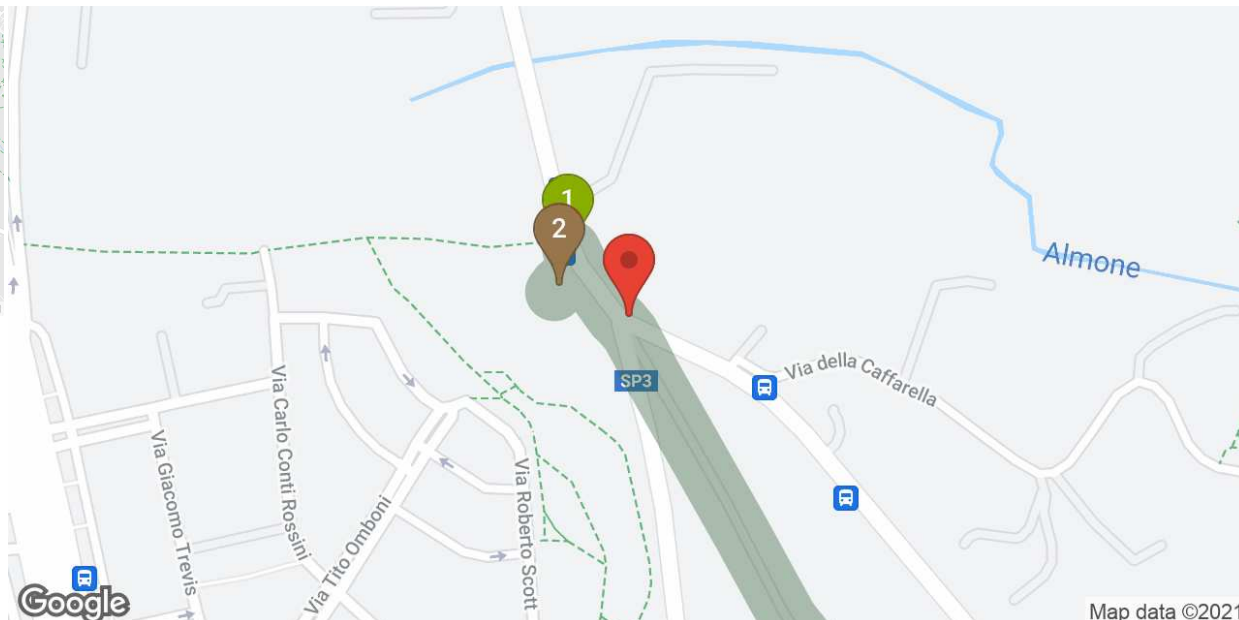 1
2
Almone
SP3
Via della Caffarella
Via Carlo Conti Rossini
Via Giacomo Trevis
Via Tito Omboni
Via Roberto Scott
Google
Map data ©2021